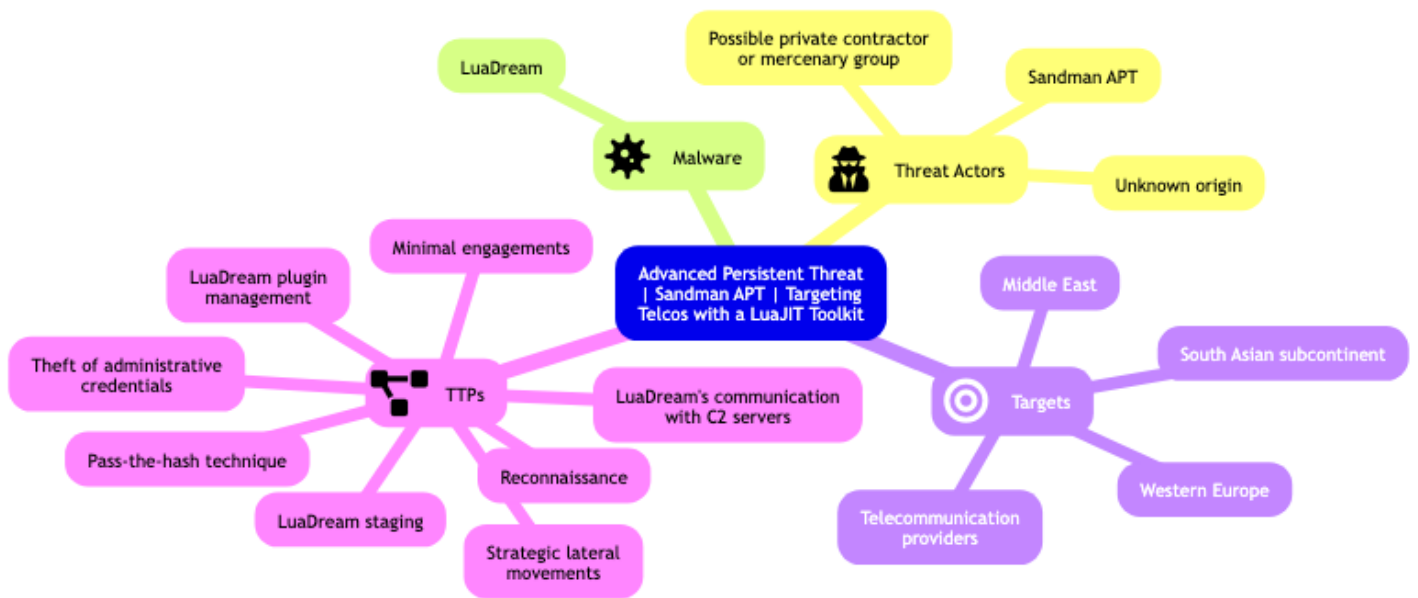 Possible private contractor
or mercenary group
LuaDream
Sandman APT
Malware
Threat Actors
Unknown origin
Minimal engagements
LuaDream plugin
management
Advanced Persistent Threat
| Sandman APT | Targeting
Telcos with a LuaJIT Toolkit
Middle East
Theft of administrative
credentials
TTPs
LuaDream's communication
with C2 servers
South Asian subcontinent
Targets
Pass-the-hash technique
Reconnaissance
Western Europe
LuaDream staging
Strategic lateral
movements
Telecommunication
providers